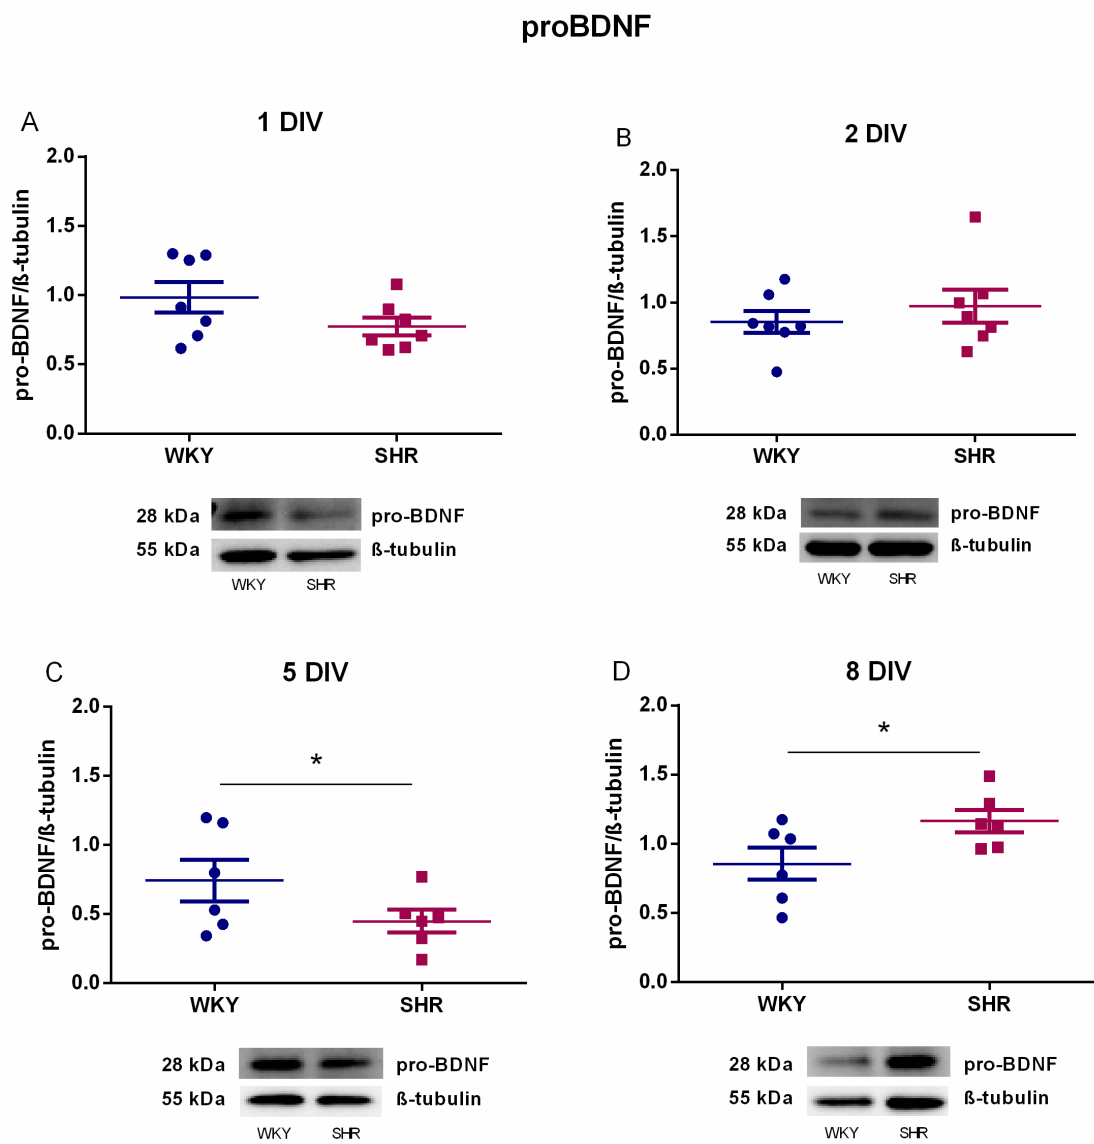 proBDNF
A
1 DIV
pro-BDNF/ß-tubulin
2.0
1.5
1.0
0.5
0.0
WKY SHR
28 kDa pro-BDNF
55 kDa ß-tubulin
WKY SHR
B
2 DIV
pro-BDNF/ß-tubulin
2.0
1.5
1.0
0.5
0.0
WKY SHR
28 kDa pro-BDNF
55 kDa ß-tubulin
WKY SHR
C
5 DIV
pro-BDNF/ß-tubulin
2.0
1.5
1.0
0.5
0.0
*
WKY SHR
28 kDa pro-BDNF
55 kDa ß-tubulin
WKY SHR
D
8 DIV
pro-BDNF/ß-tubulin
2.0
1.5
1.0
0.5
0.0
*
WKY SHR
28 kDa pro-BDNF
55 kDa ß-tubulin
WKY SHR